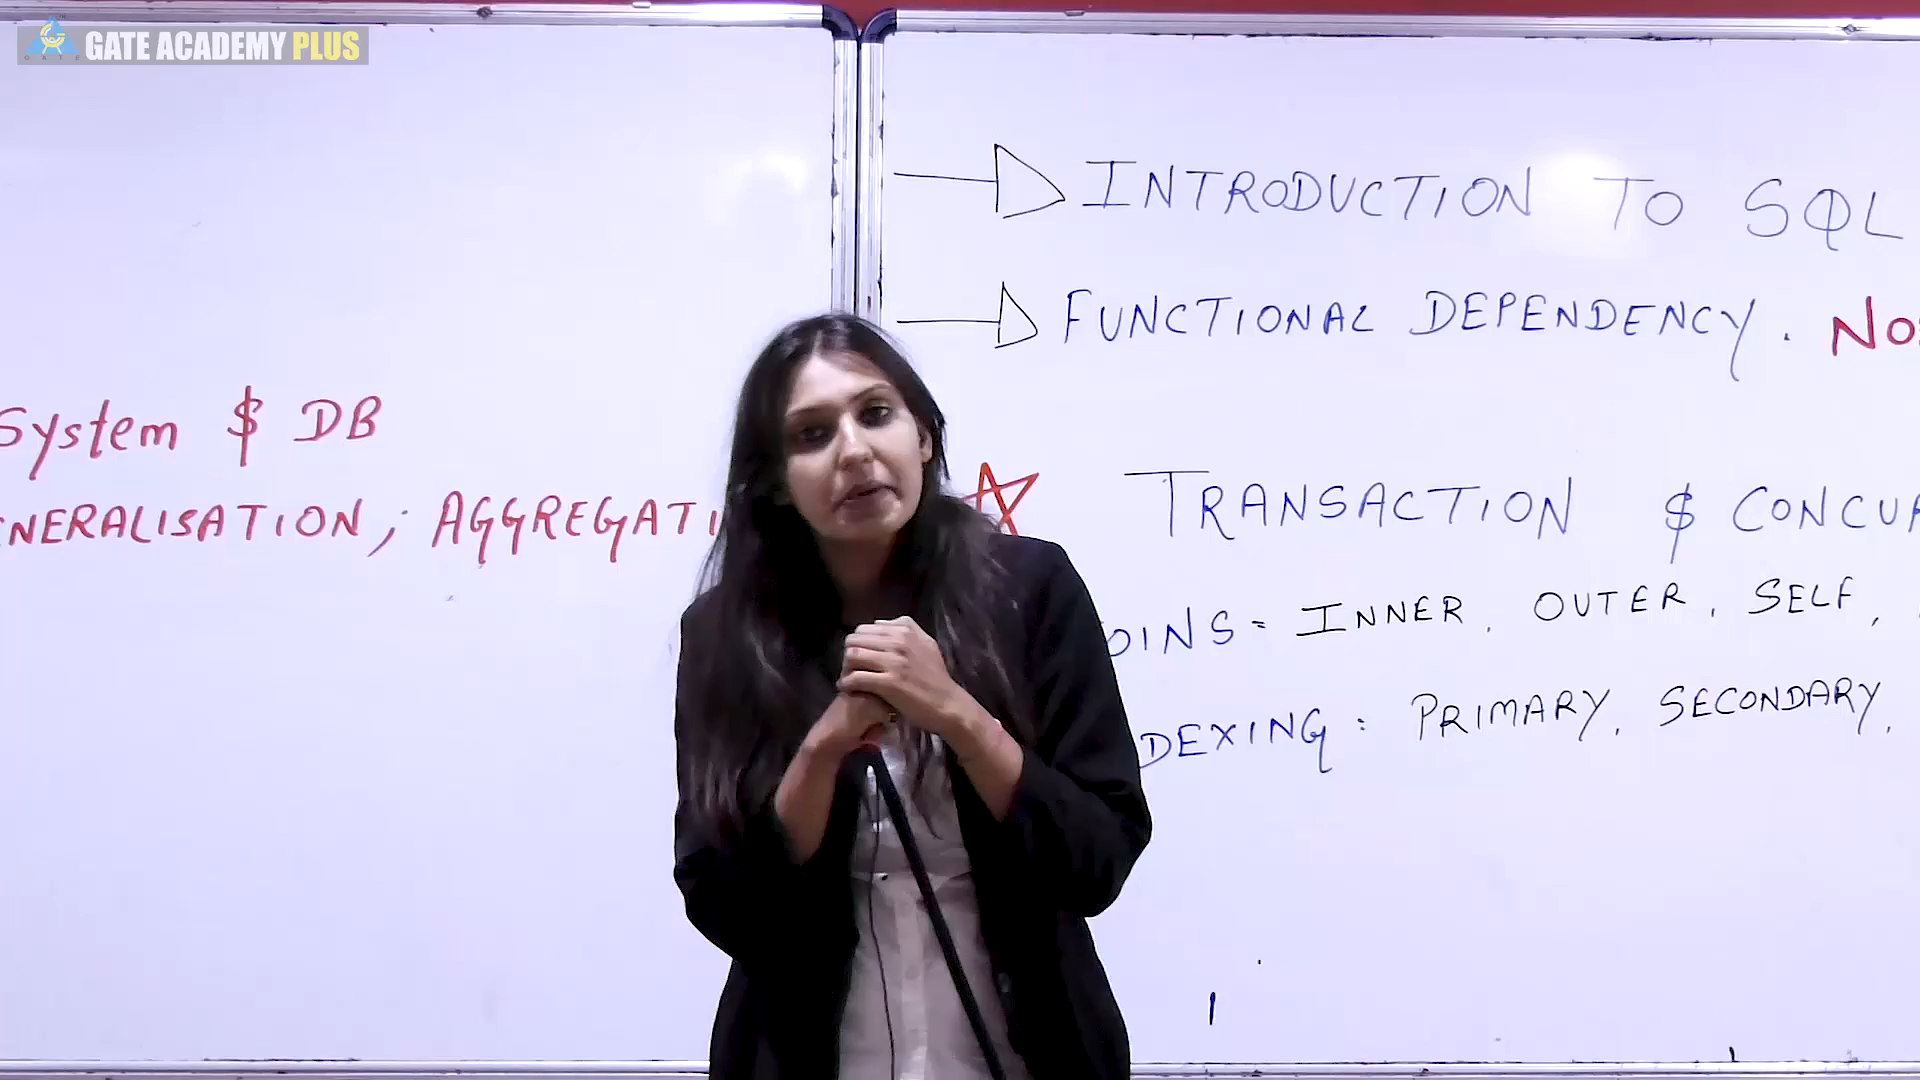 GATE ACADEMY PLUS
GATE
System $ DB
NERALISATION; AGGREGATI
INTRODUCTION TO SQL
FUNCTIONAL DEPENDENCY. No
TRANSACTION $ CONCUR
OINS = INNER, OUTER, SELF,
DEXING: PRIMARY, SECONDARY,